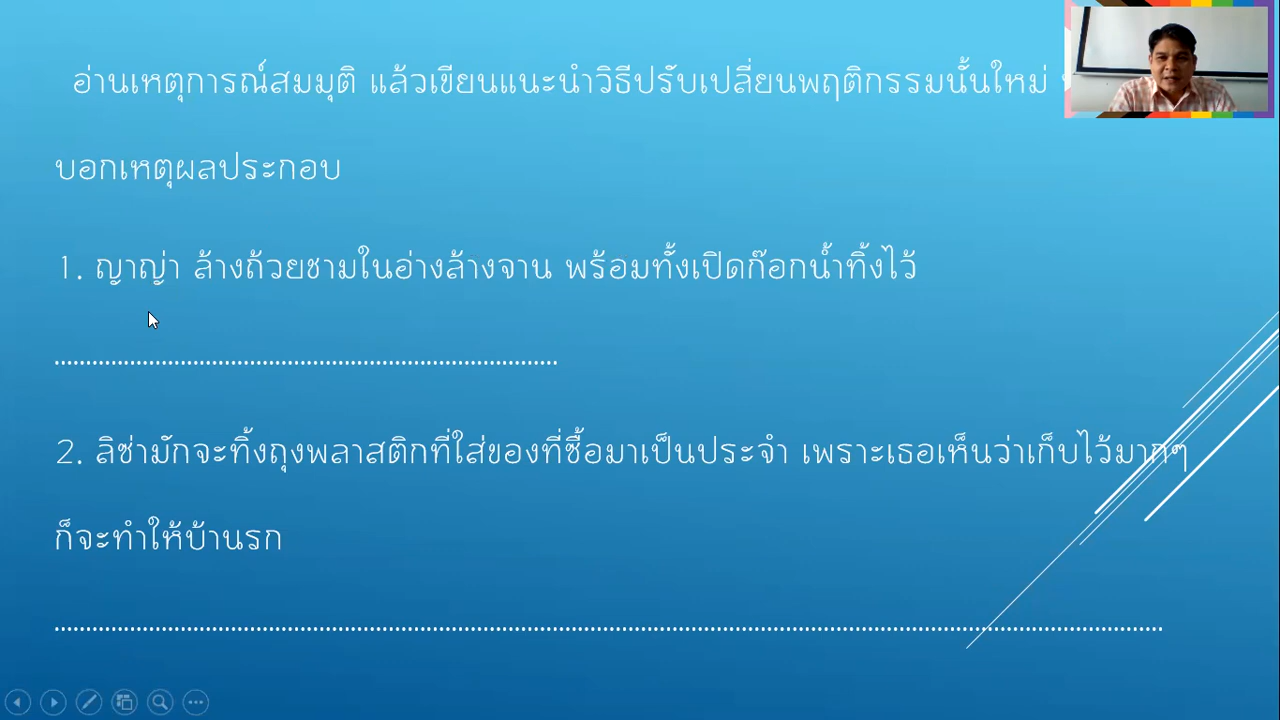 อ่านเหตุการณ์สมมุติ แล้วเขียนแนะนำวิธีปรับเปลี่ยนพฤติกรรมนั้นใหม่
บอกเหตุผลประกอบ
1. ญาญ่า ล้างถ้วยชามในอ่างล้างจาน พร้อมทั้งเปิดก๊อกน้ำทิ้งไว้
................................................................................
2. ลิซ่ามักจะทิ้งถุงพลาสติกที่ใส่ของที่ซื้อมาเป็นประจำ เพราะเธอเห็นว่าเก็บไว้มากๆ
ก็จะทำให้บ้านรก
................................................................................................................................................................